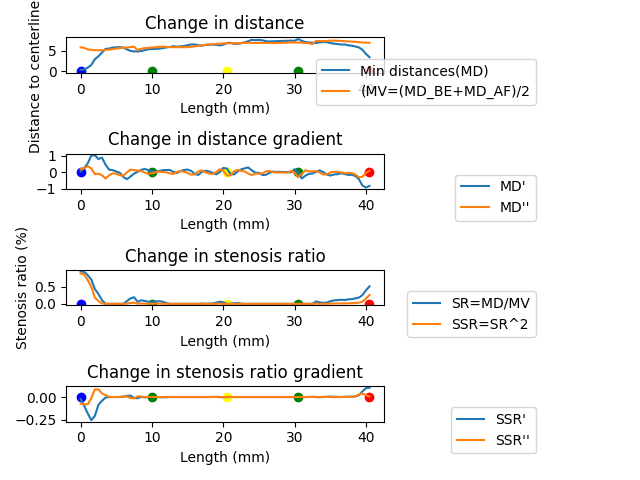 Change in distance
Distance to centerline
5
0
0 10 20 30 40
Length (mm)
Min distances(MD)
(MV=(MD_BE+MD_AF)/2
Change in distance gradient
1
0
−1
0 10 20 30 40
Length (mm)
MD'
MD''
Change in stenosis ratio
Stenosis ratio (%)
0.5
0.0
0 10 20 30 40
Length (mm)
SR=MD/MV
SSR=SR^2
Change in stenosis ratio gradient
0.00
−0.25
0 10 20 30 40
Length (mm)
SSR'
SSR''